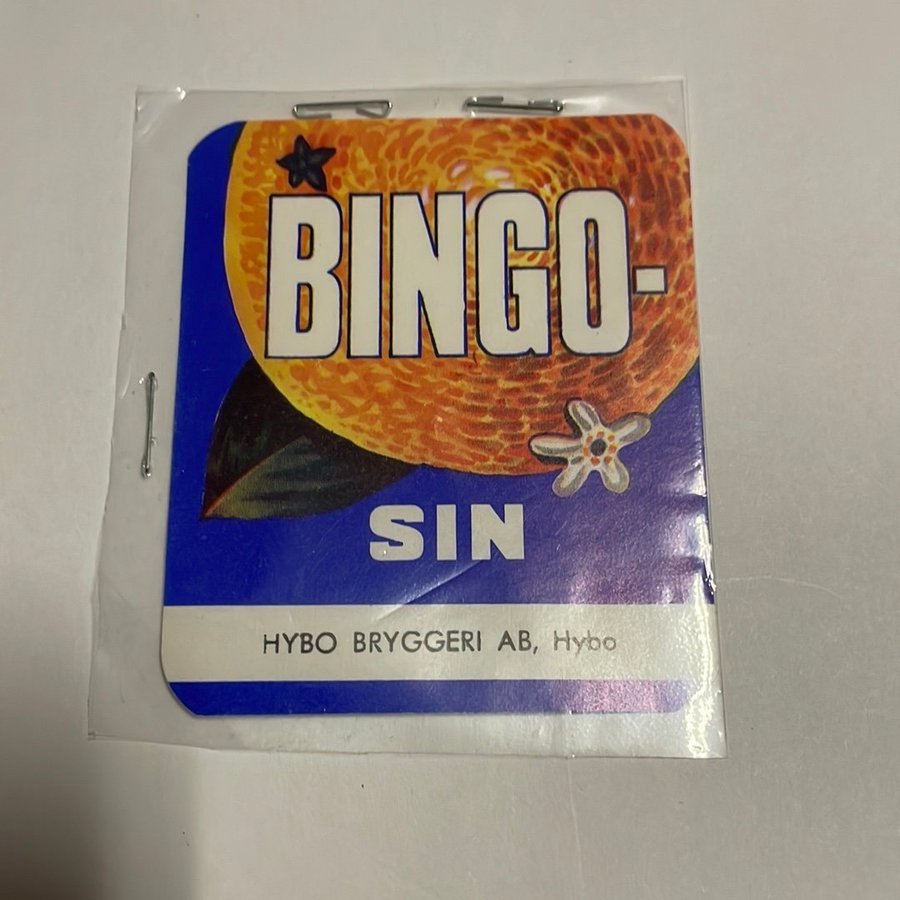 BINGO-
SIN
HYBO BRYGGERI AB, Hybo